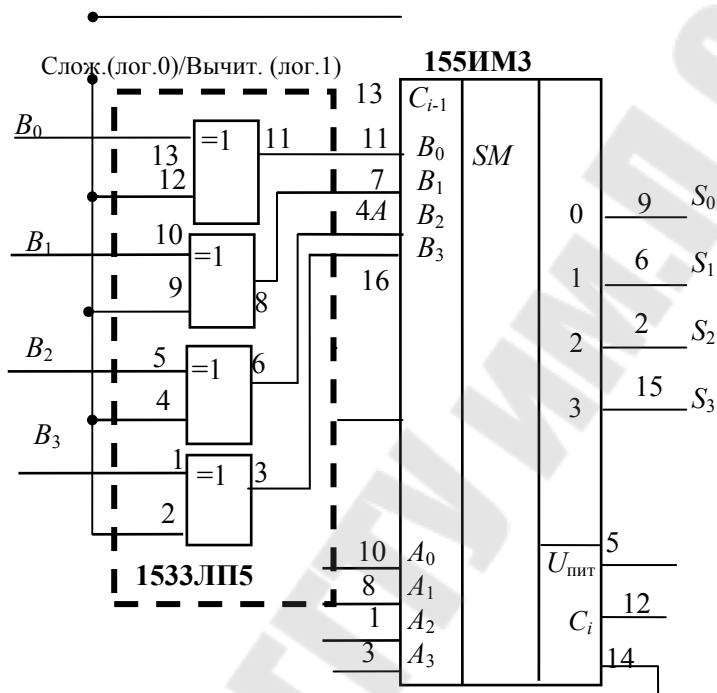 155ИМ3
Слож.(лог.0)/Вычит. (лог.1)
13 C i-1
B0 =1 11 11 B0 SM
13
12
7 B1
4A B2
B3
16
0 9 S0
B1 10 =1
9 8
1 6 S1
B2 5 =1 6
4
2 2 S2
3 15 S3
B3 1 =1 3
2
1533ЛП5
10 A0
8 A1
1 A2
3 A3
Uпит 5
Ci 12
14
ГГТУ ИМ.П.О